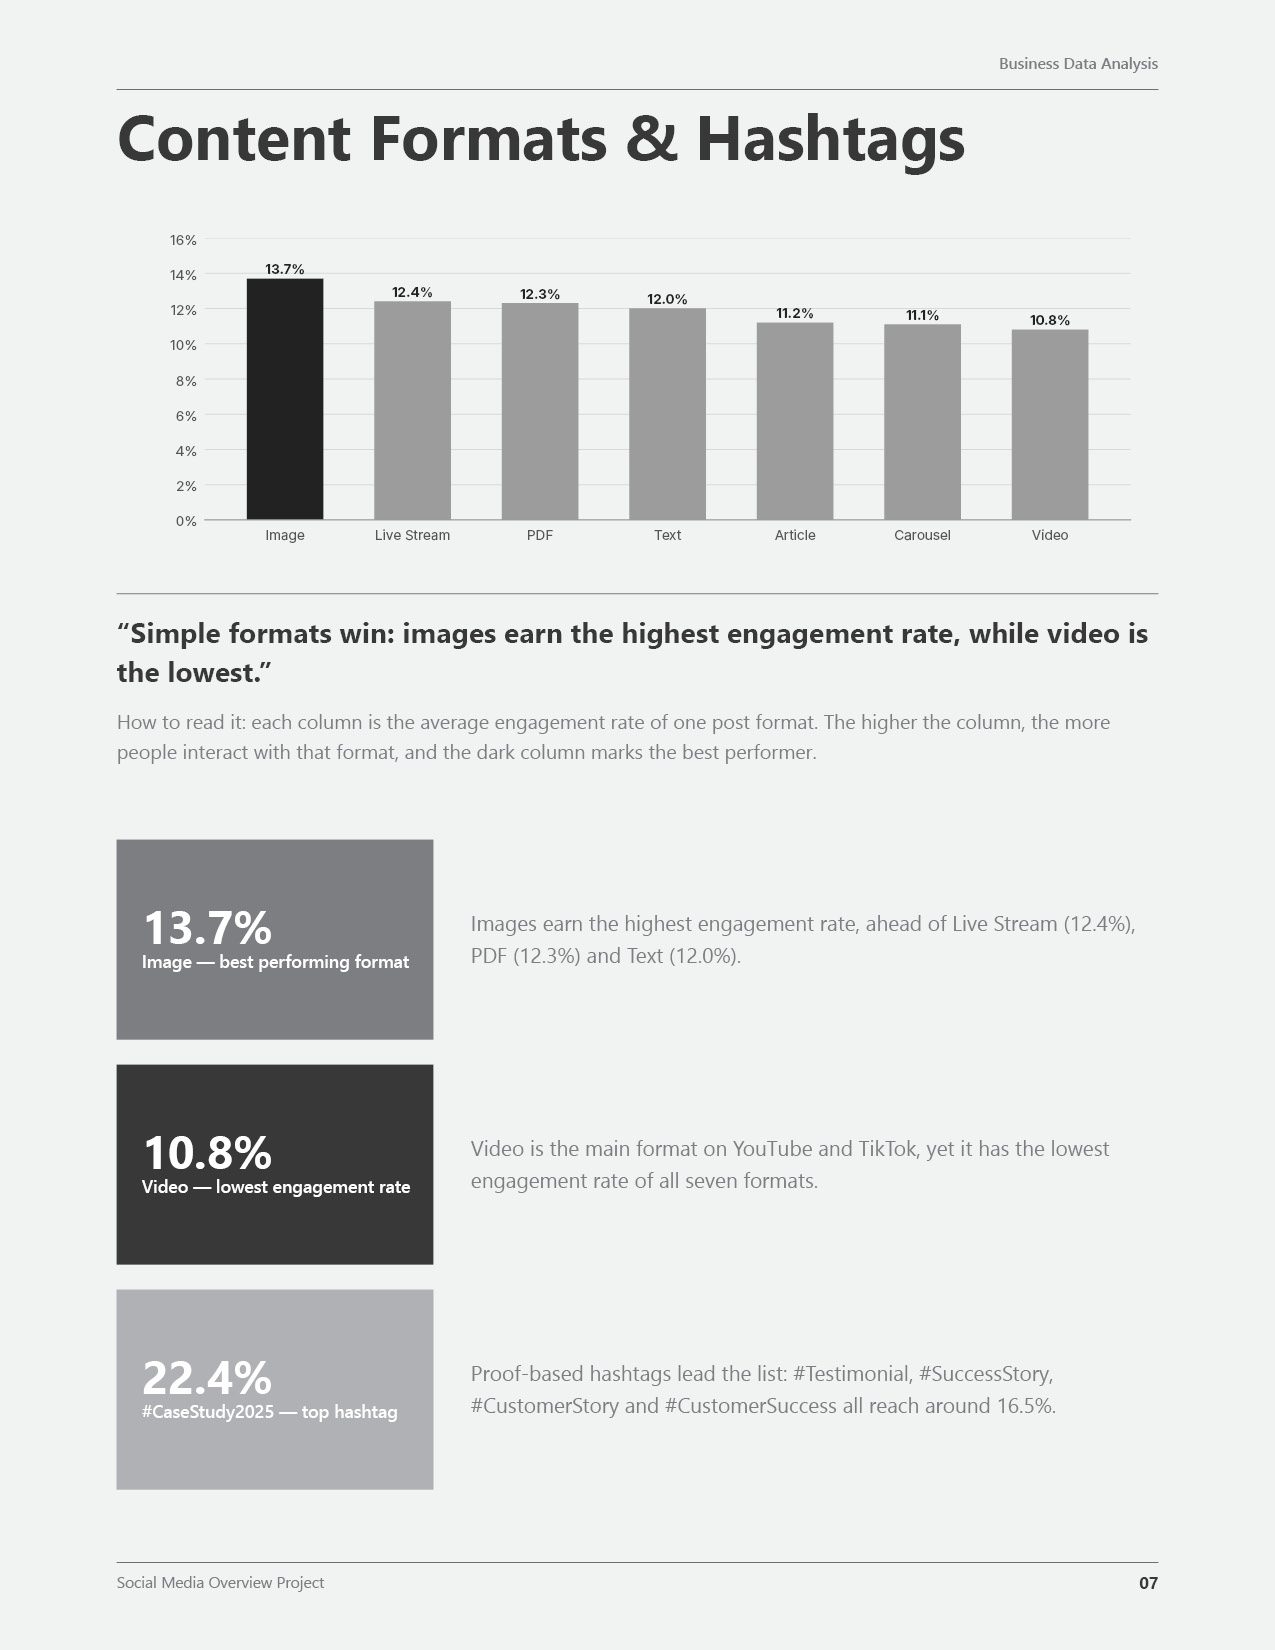 Business Data Analysis
Content Formats & Hashtags
16%
14%
12%
10%
8%
6%
4%
2%
0%
13.7%
12.4%
12.3%
12.0%
11.2%
11.1%
10.8%
Image
Live Stream
PDF
Text
Article
Carousel
Video
“Simple formats win: images earn the highest engagement rate, while video is
the lowest.”
How to read it: each column is the average engagement rate of one post format. The higher the column, the more
people interact with that format, and the dark column marks the best performer.
13.7%
Image — best performing format
Images earn the highest engagement rate, ahead of Live Stream (12.4%),
PDF (12.3%) and Text (12.0%).
10.8%
Video — lowest engagement rate
Video is the main format on YouTube and TikTok, yet it has the lowest
engagement rate of all seven formats.
22.4%
#CaseStudy2025 — top hashtag
Proof-based hashtags lead the list: #Testimonial, #SuccessStory,
#CustomerStory and #CustomerSuccess all reach around 16.5%.
Social Media Overview Project
07